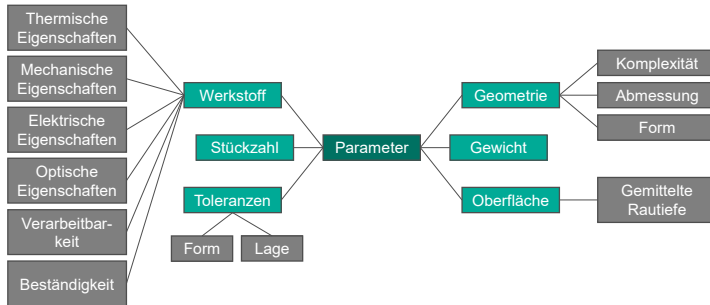 Thermische
Eigenschaften
Mechanische
Eigenschaften
Elektrische
Eigenschaften
Optische
Eigenschaften
Verarbeitbar-
keit
Beständigkeit
Werkstoff
Stückzahl
Toleranzen
Form
Lage
Parameter
Geometrie
Gewicht
Oberfläche
Komplexität
Abmessung
Form
Gemittelte
Rautiefe